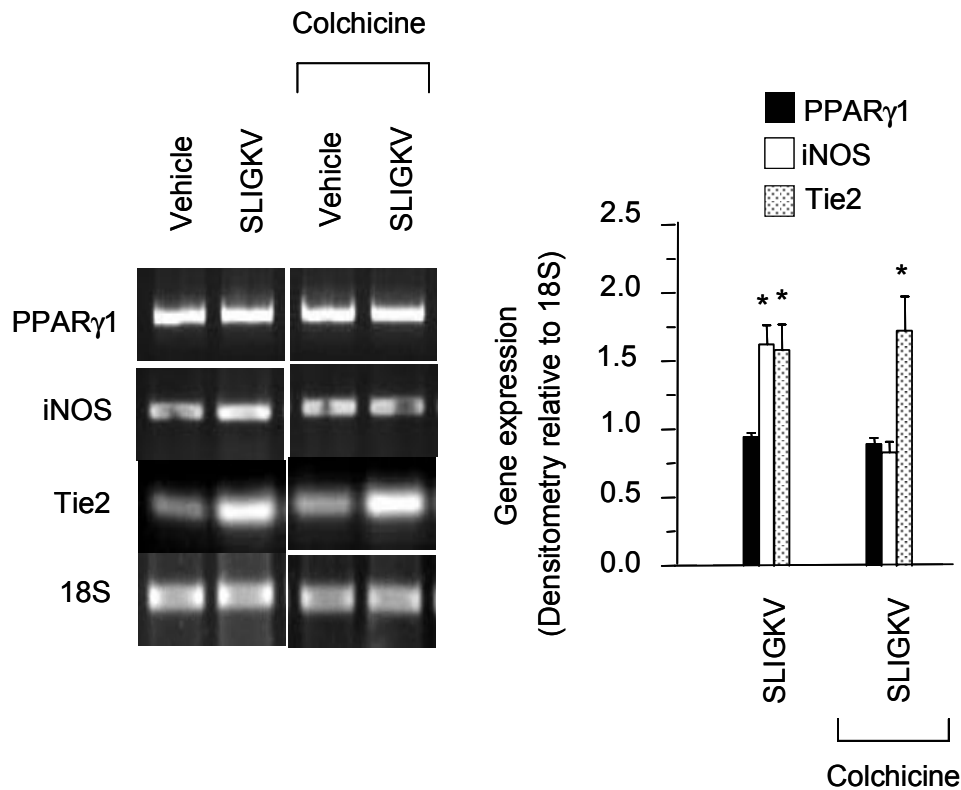 Colchicine
Vehicle
SLIGKV
Vehicle
SLIGKV
PPARγ1
iNOS
Tie2
18S
PPARγ1
iNOS
Tie2
Gene expression
(Densitometry relative to 18S)
2.5
2.0
1.5
1.0
0.5
0.0
* *
*
SLIGKV
SLIGKV
Colchicine